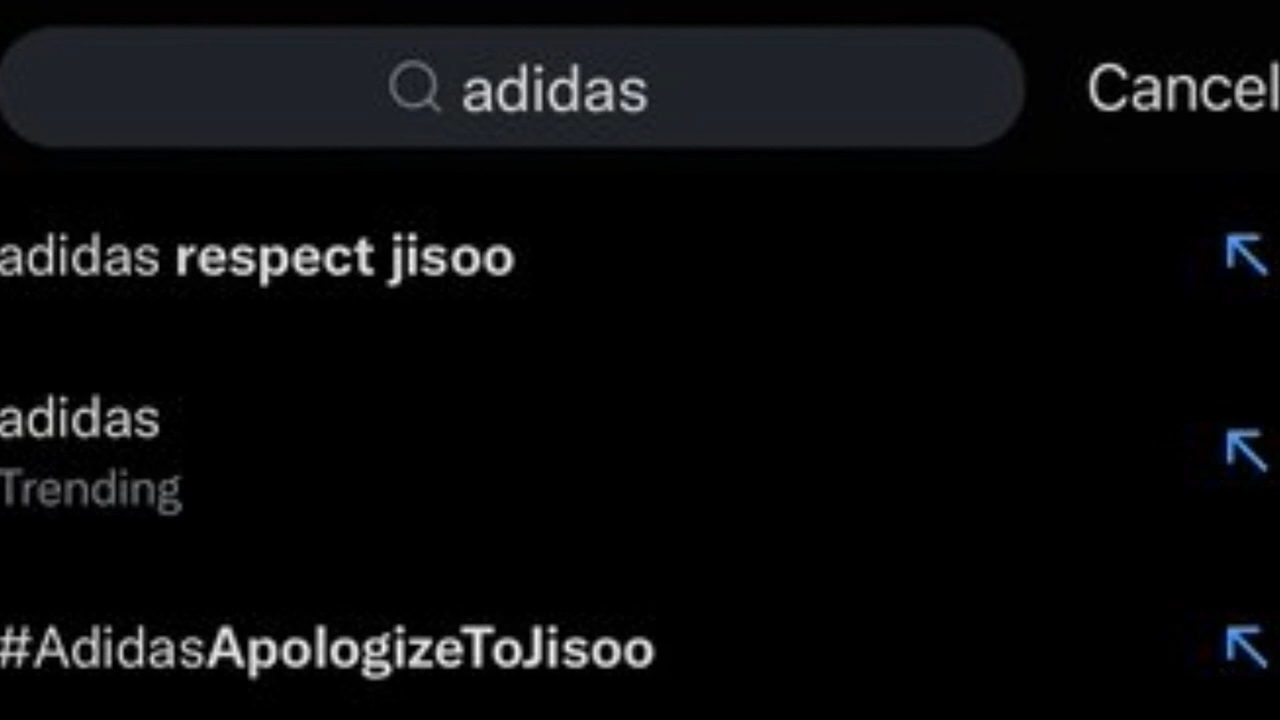 adidas Cancel
adidas respect jisoo
adidas
Trending
#AdidasApologizeToJisoo